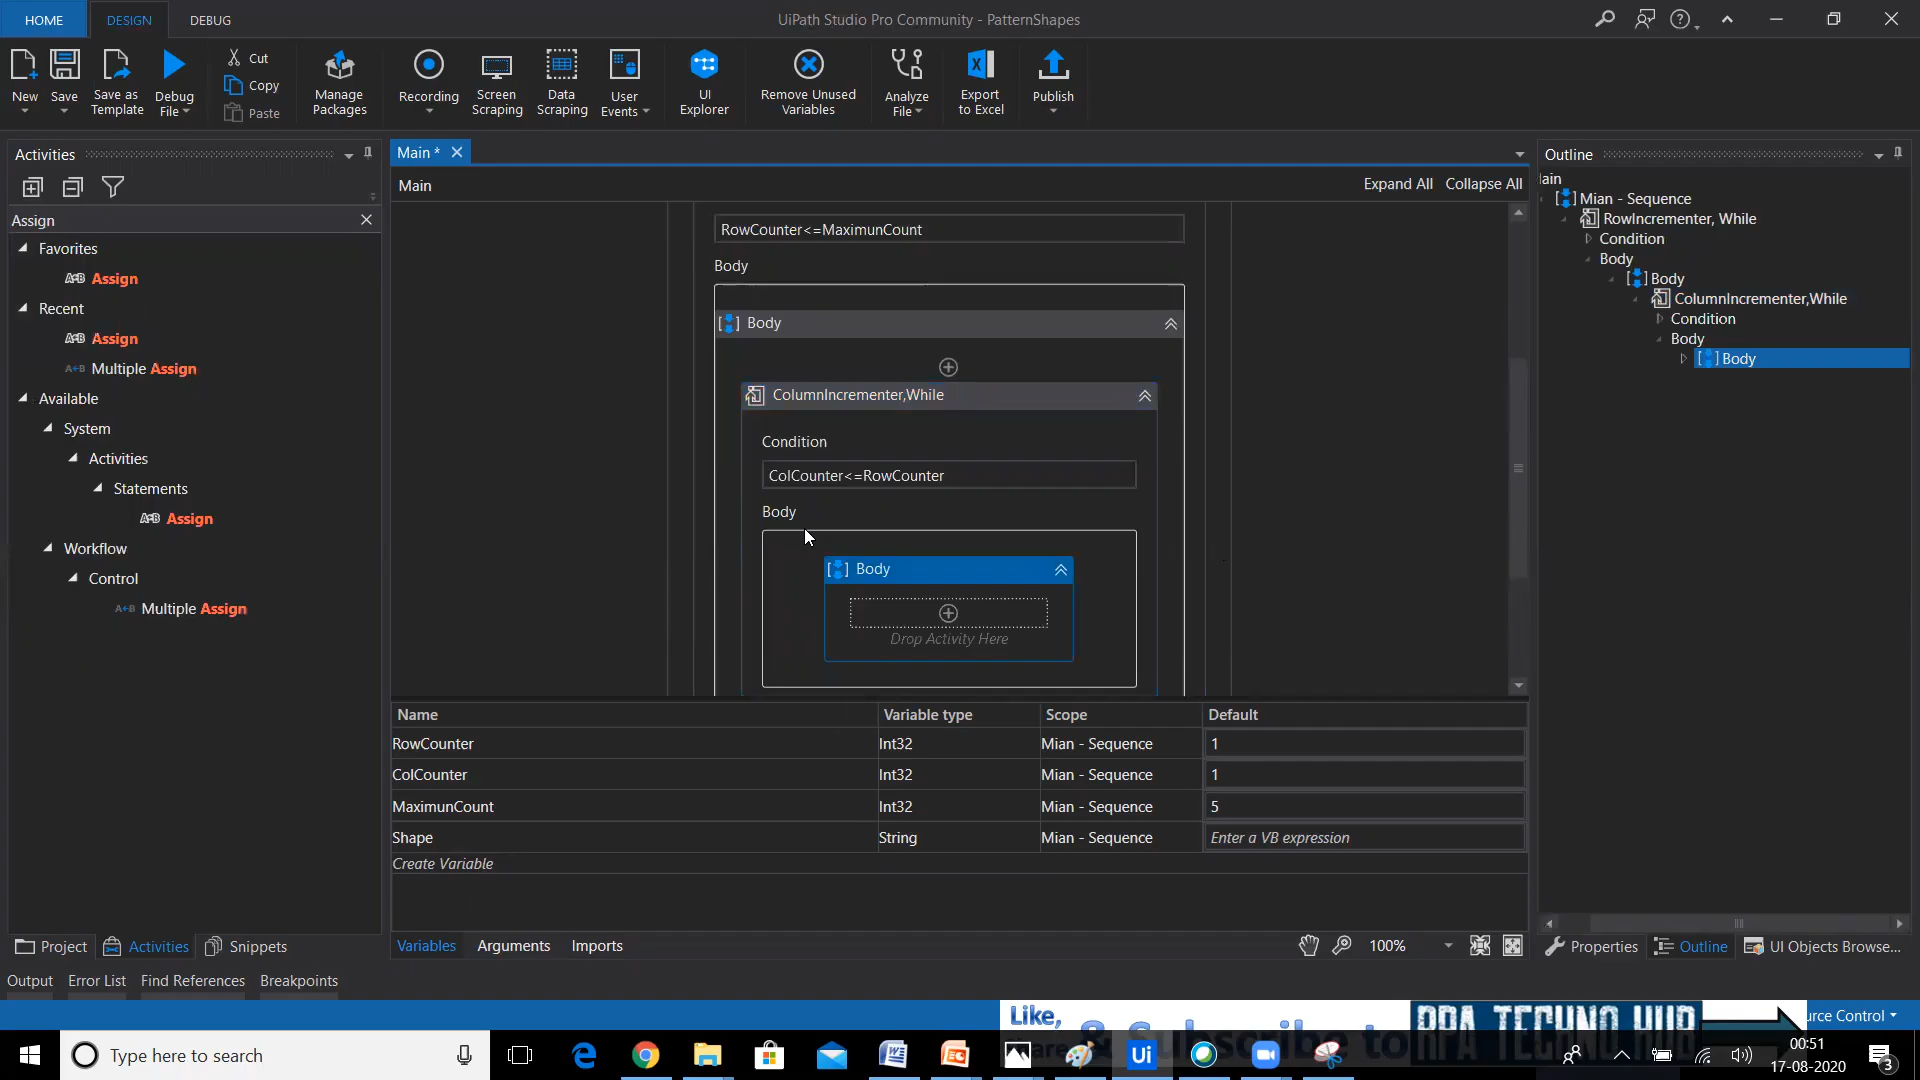 HOME
DESIGN
DEBUG
UiPath Studio Pro Community - PatternShapes
New
Save
Save as Template
Debug File
Cut
Copy
Paste
Manage Packages
Recording
Screen Scraping
Data Scraping
User Events
UI Explorer
Remove Unused Variables
Analyze File
Export to Excel
Publish
Activities
Assign
Favorites
Assign
Recent
Assign
Multiple Assign
Available
System
Activities
Statements
Assign
Workflow
Control
Multiple Assign
Main *
Main
Expand All Collapse All
RowCounter<=MaximunCount
Body
Body
ColumnIncrementer,While
Condition
ColCounter<=RowCounter
Body
Body
Drop Activity Here
Name Variable type Scope Default
RowCounter Int32 Mian - Sequence 1
ColCounter Int32 Mian - Sequence 1
MaximunCount Int32 Mian - Sequence 5
Shape String Mian - Sequence Enter a VB expression
Create Variable
Variables Arguments Imports
100%
Outline
lain
Mian - Sequence
RowIncrementer, While
Condition
Body
Body
ColumnIncrementer,While
Condition
Body
Body
Project Activities Snippets
Properties Outline UI Objects Browse...
Output Error List Find References Breakpoints
Like,
& Subscribe to
RPA TECHNO HUB
urce Control
Type here to search
Ui
00:51
17-08-2020
3